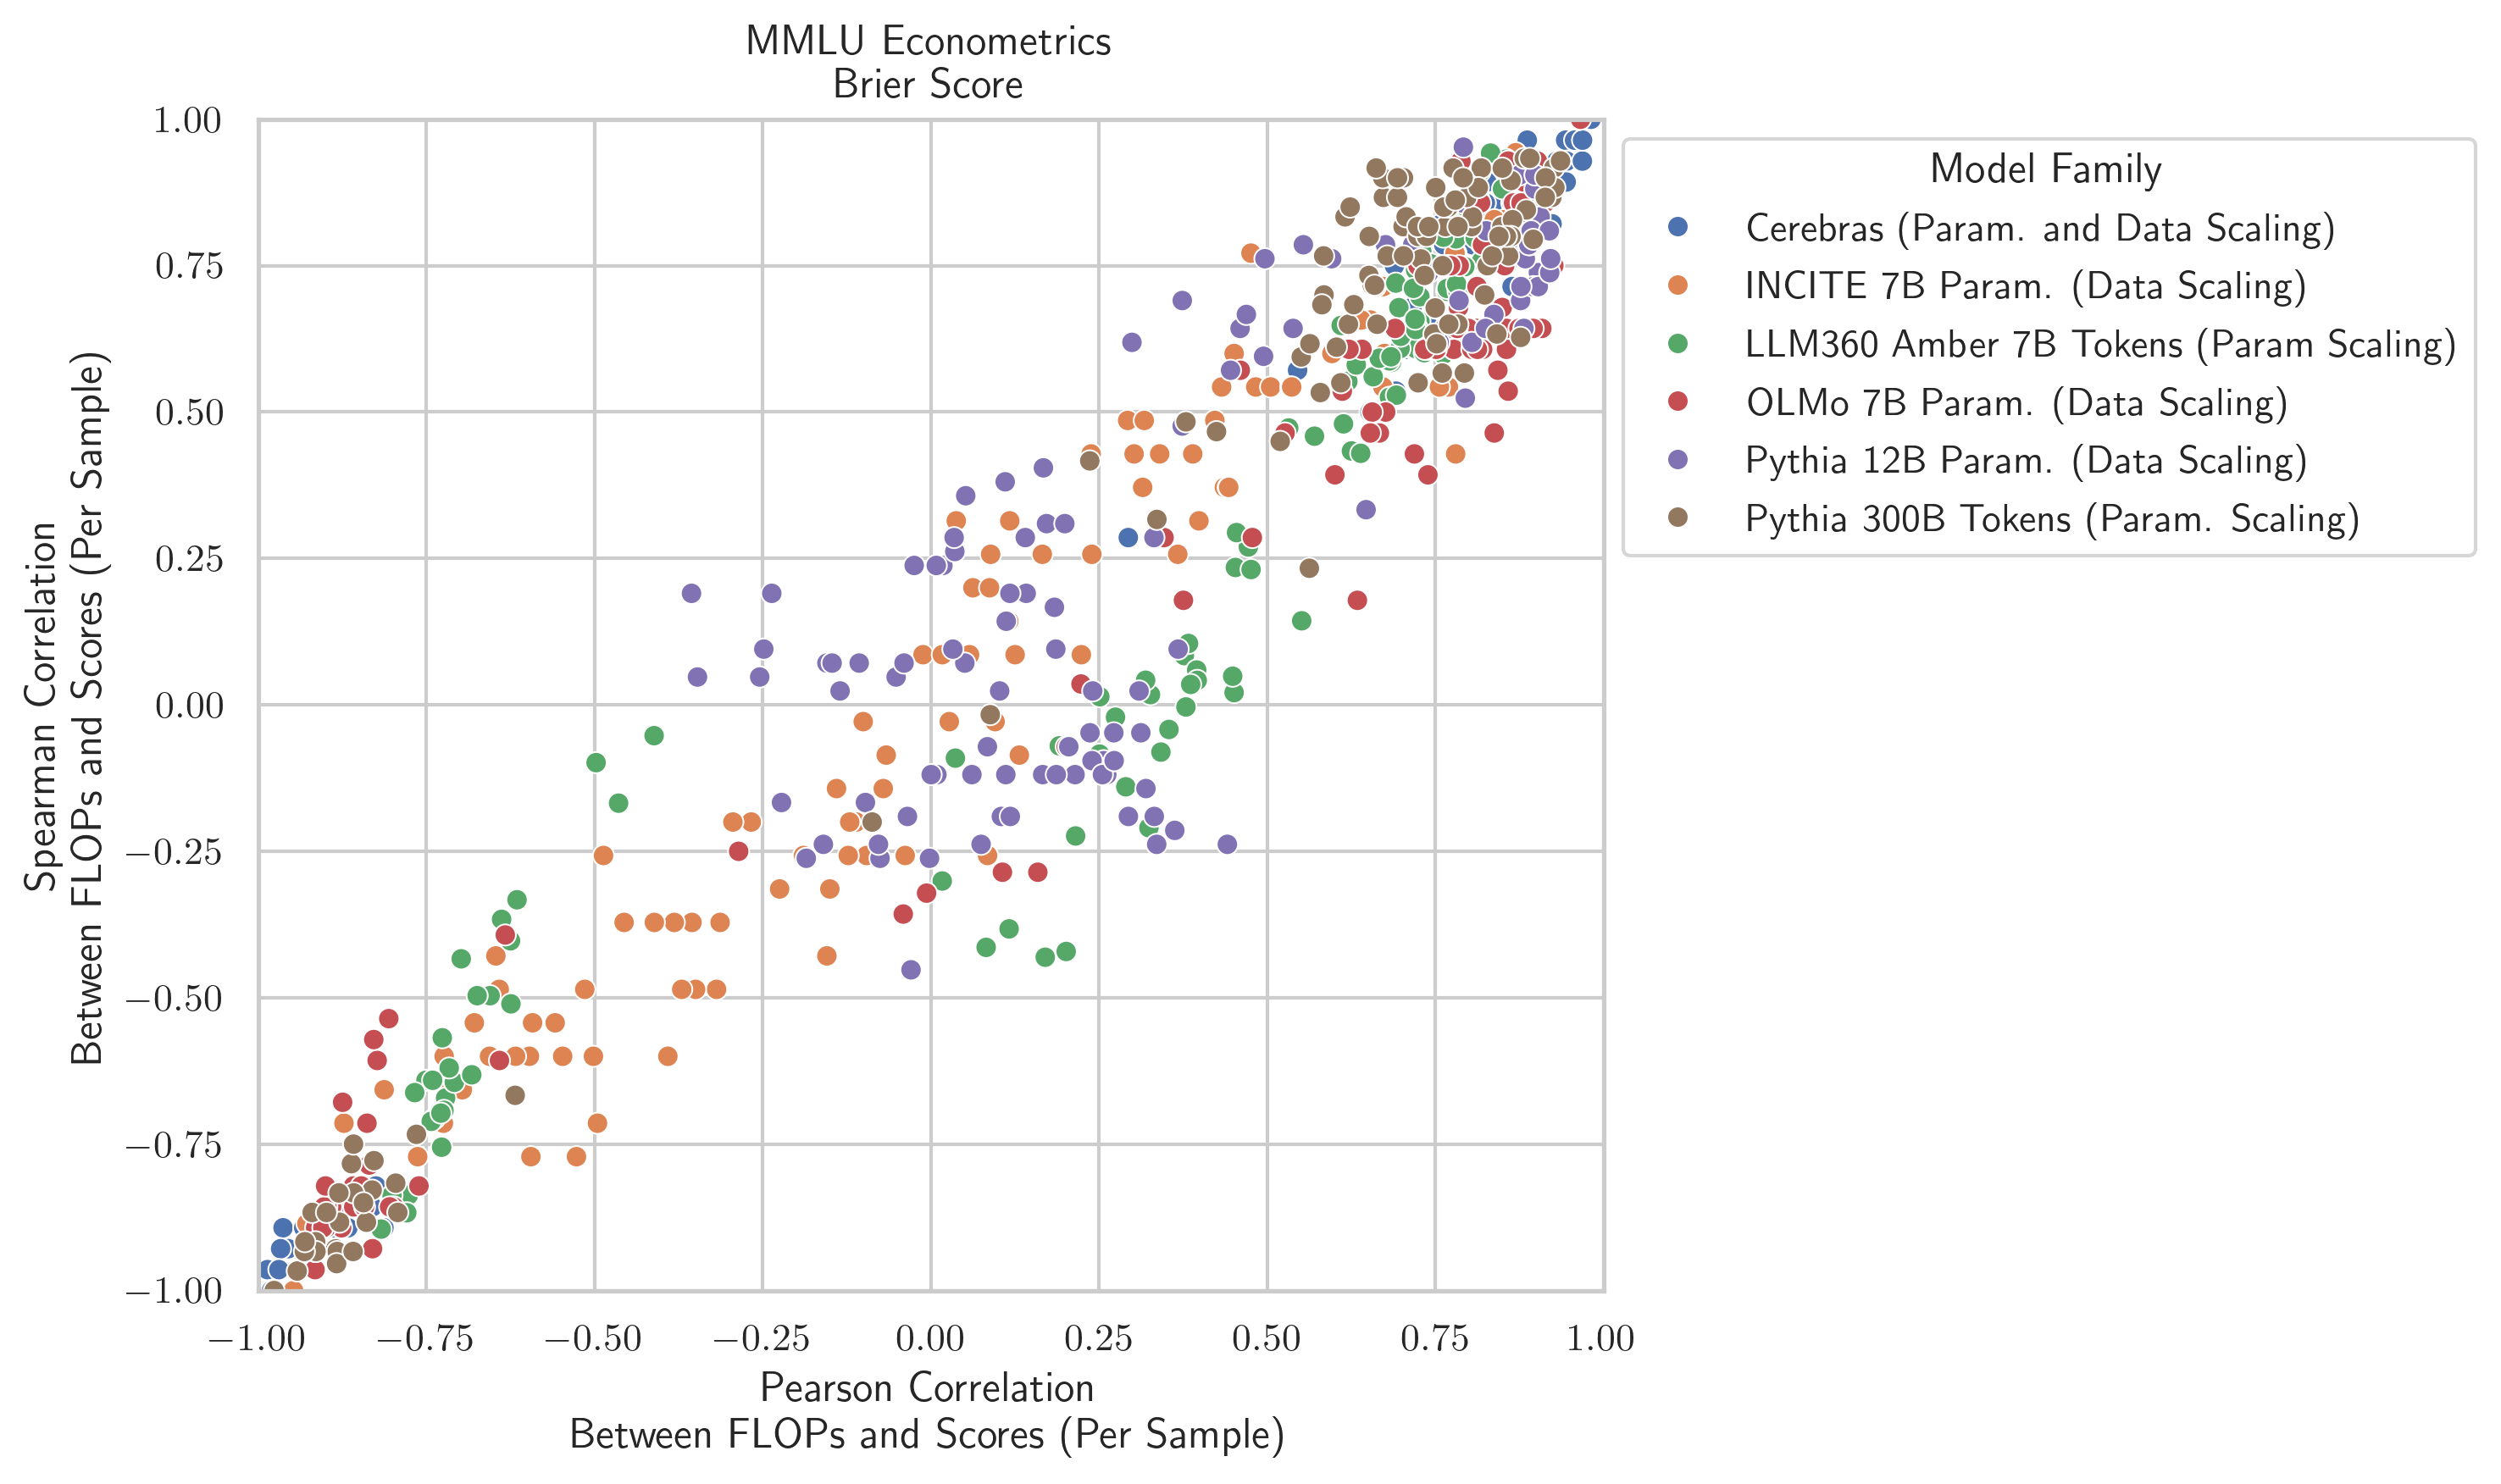 MMLU Econometrics
Brier Score
1.00
0.75
0.50
0.25
0.00
−0.25
−0.50
−0.75
−1.00
Spearman Correlation
Between FLOPs and Scores (Per Sample)
−1.00 −0.75 −0.50 −0.25 0.00 0.25 0.50 0.75 1.00
Pearson Correlation
Between FLOPs and Scores (Per Sample)
Model Family
Cerebras (Param. and Data Scaling)
INCITE 7B Param. (Data Scaling)
LLM360 Amber 7B Tokens (Param Scaling)
OLMo 7B Param. (Data Scaling)
Pythia 12B Param. (Data Scaling)
Pythia 300B Tokens (Param. Scaling)